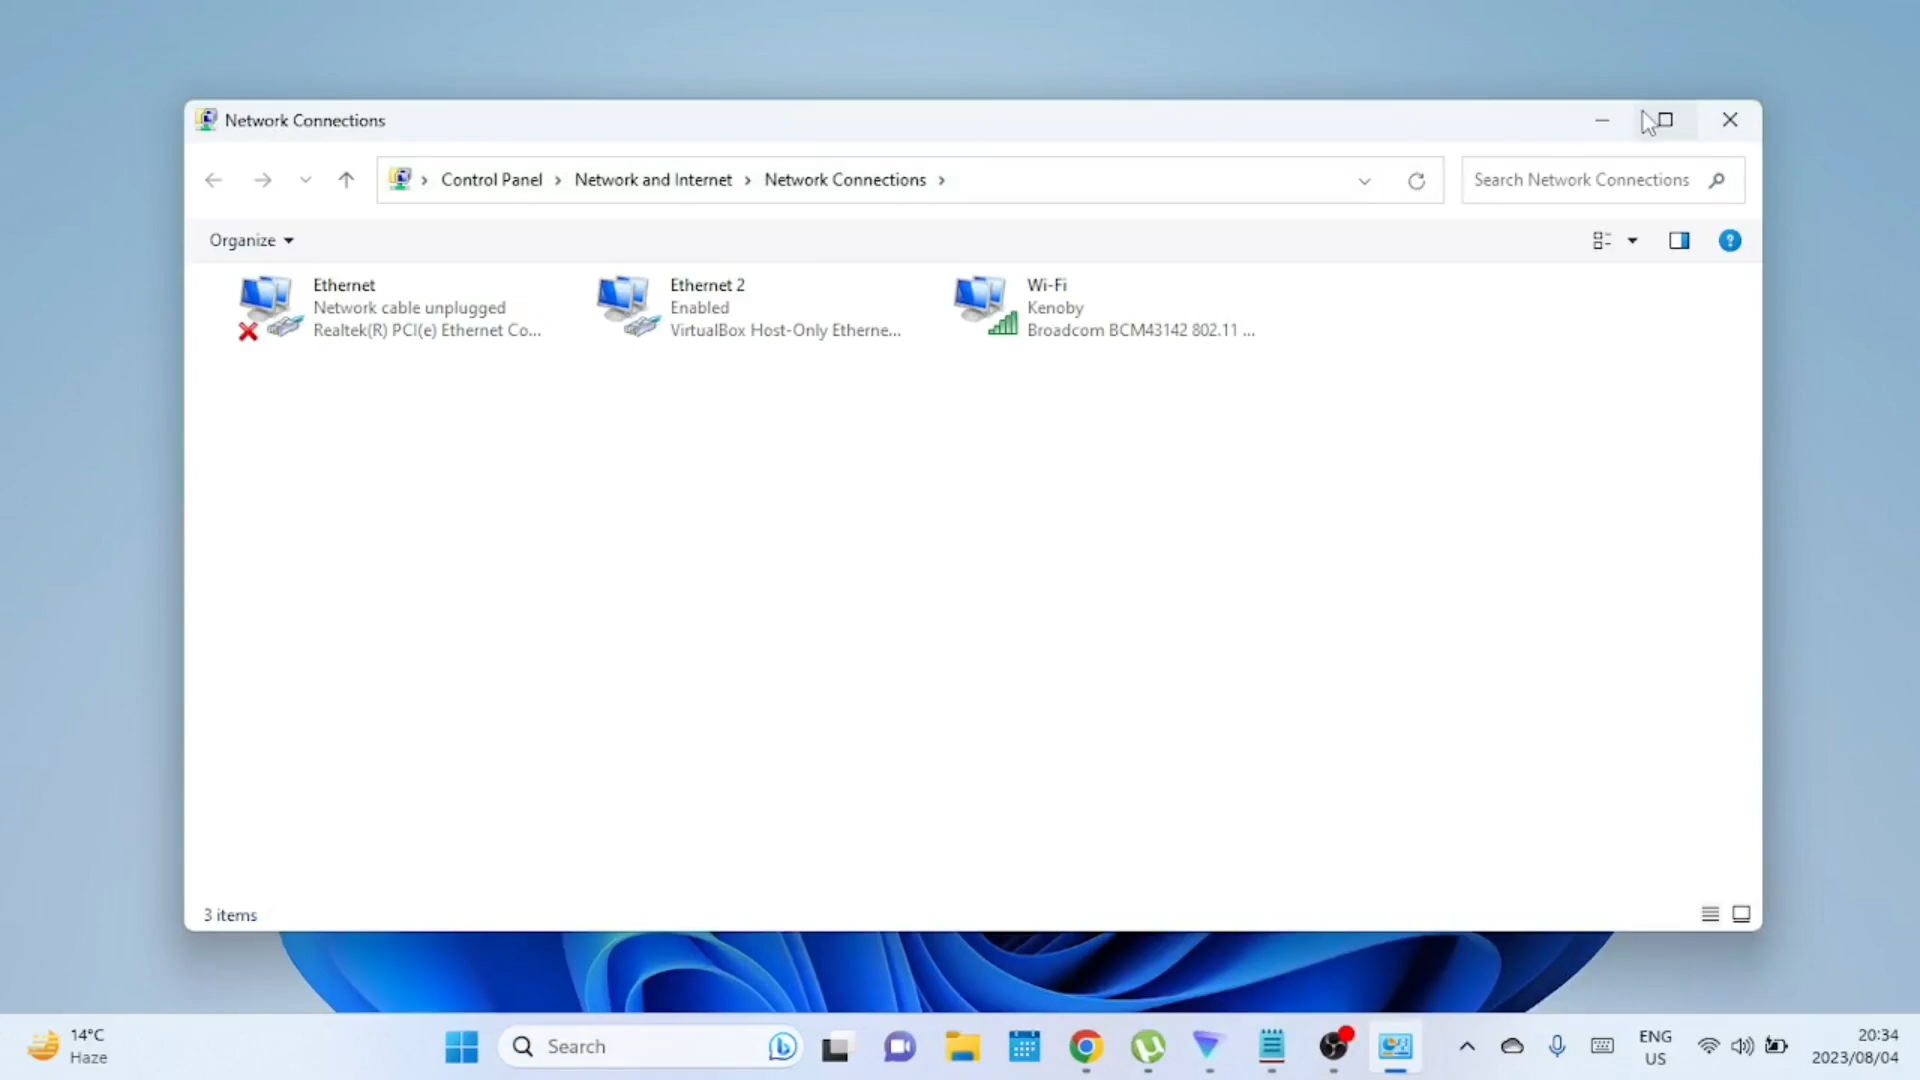 Network Connections
Control Panel > Network and Internet > Network Connections >
Search Network Connections
Organize
Ethernet
Network cable unplugged
Realtek(R) PCI(e) Ethernet Co...
Ethernet 2
Enabled
VirtualBox Host-Only Etherne...
Wi-Fi
Kenoby
Broadcom BCM43142 802.11 ...
3 items
14°C
Haze
Search
ENG
US
20:34
2023/08/04